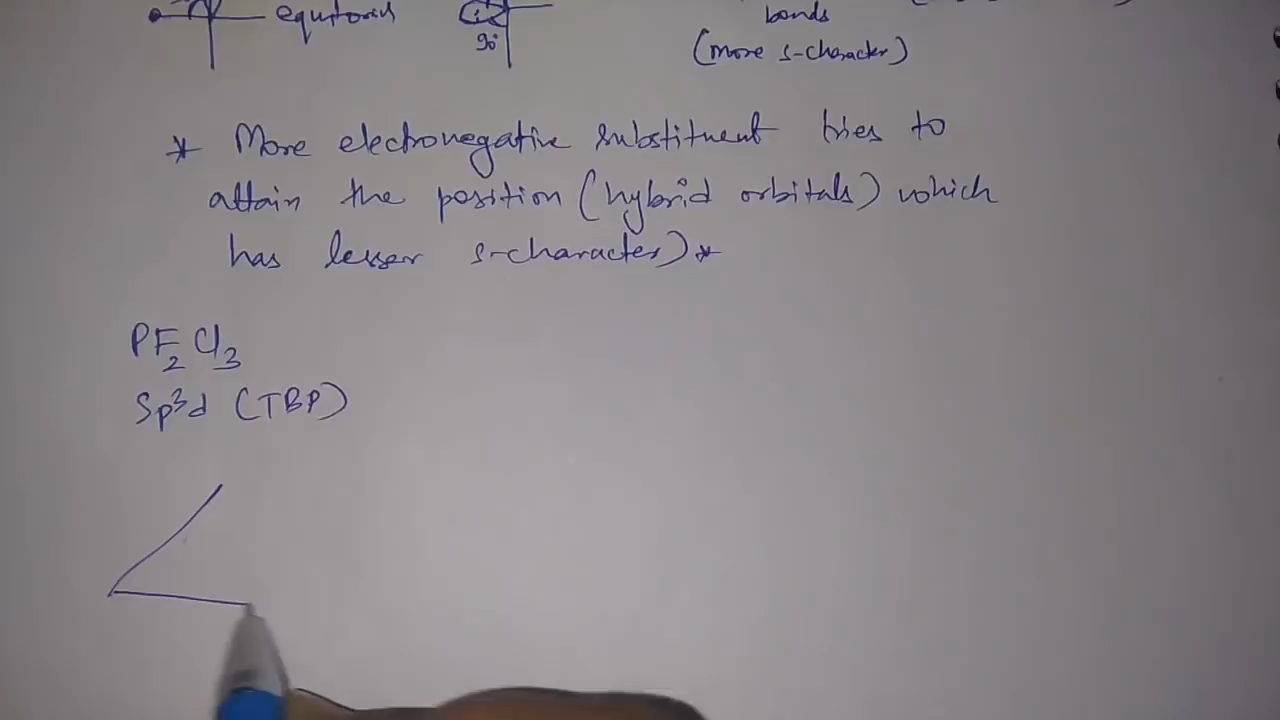 equtorial
90°
bonds
(more s-character)
* More electronegative substituent tries to
attain the position (hybrid orbitals) which
has lesser s-character) *
PF2Cl3
Sp³d (TBP)